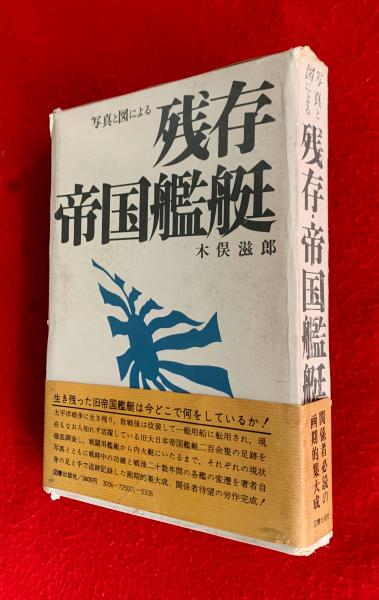 写真と図による
残存
帝国艦艇
木俣滋郎
生き残った旧帝国艦艇は今どこで何をしているか！
太平洋戦争に生き残り、敗戦後は改装して一般用船に転用され、現
在もなお人知れず活躍している旧大日本帝国艦艇二百余隻の足跡を
徹底調査し、戦闘用艦艇から内火艇にいたるまで、それぞれの現状
写真とともに戦時中の功績と戦後二十数年間の各艦の変遷を著者自
身の足と手で追跡記録した画期的集大成、関係者待望の労作完成！
図書出版社/2400円
写真と
図による
残存・帝国艦艇
関係者必読の
画期的集大成
図書出版社